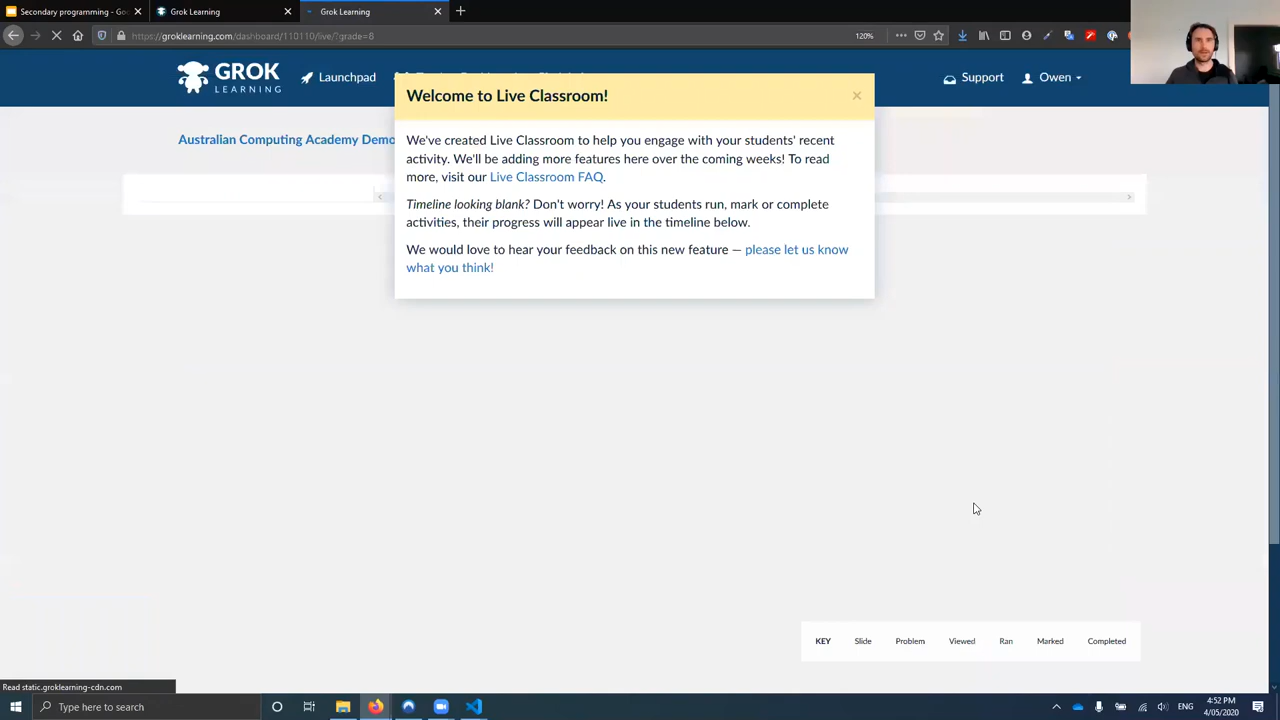 Secondary programming - Goo
Grok Learning
Grok Learning
https://groklearning.com/dashboard/110110/live/?grade=8
120%
GROK
LEARNING
Launchpad
Support
Owen
Welcome to Live Classroom!
Australian Computing Academy Demo
We've created Live Classroom to help you engage with your students' recent
activity. We'll be adding more features here over the coming weeks! To read
more, visit our Live Classroom FAQ.
Timeline looking blank? Don't worry! As your students run, mark or complete
activities, their progress will appear live in the timeline below.
We would love to hear your feedback on this new feature — please let us know
what you think!
KEY Slide Problem Viewed Ran Marked Completed
Read static.groklearning-cdn.com
Type here to search
ENG
4:52 PM
4/05/2020